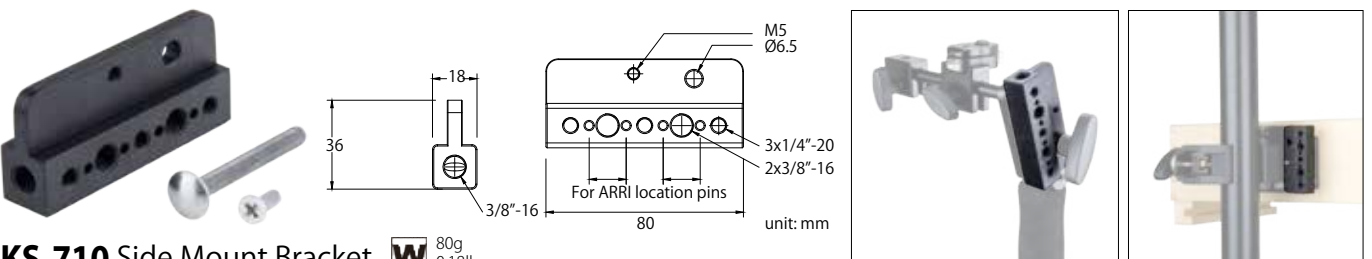 M5
Ø6.5
18
36
3x1/4”-20
2x3/8”-16
For ARRI location pins
3/8”-16
80
unit: mm
KS-710 Side Mount Bracket
W
80g